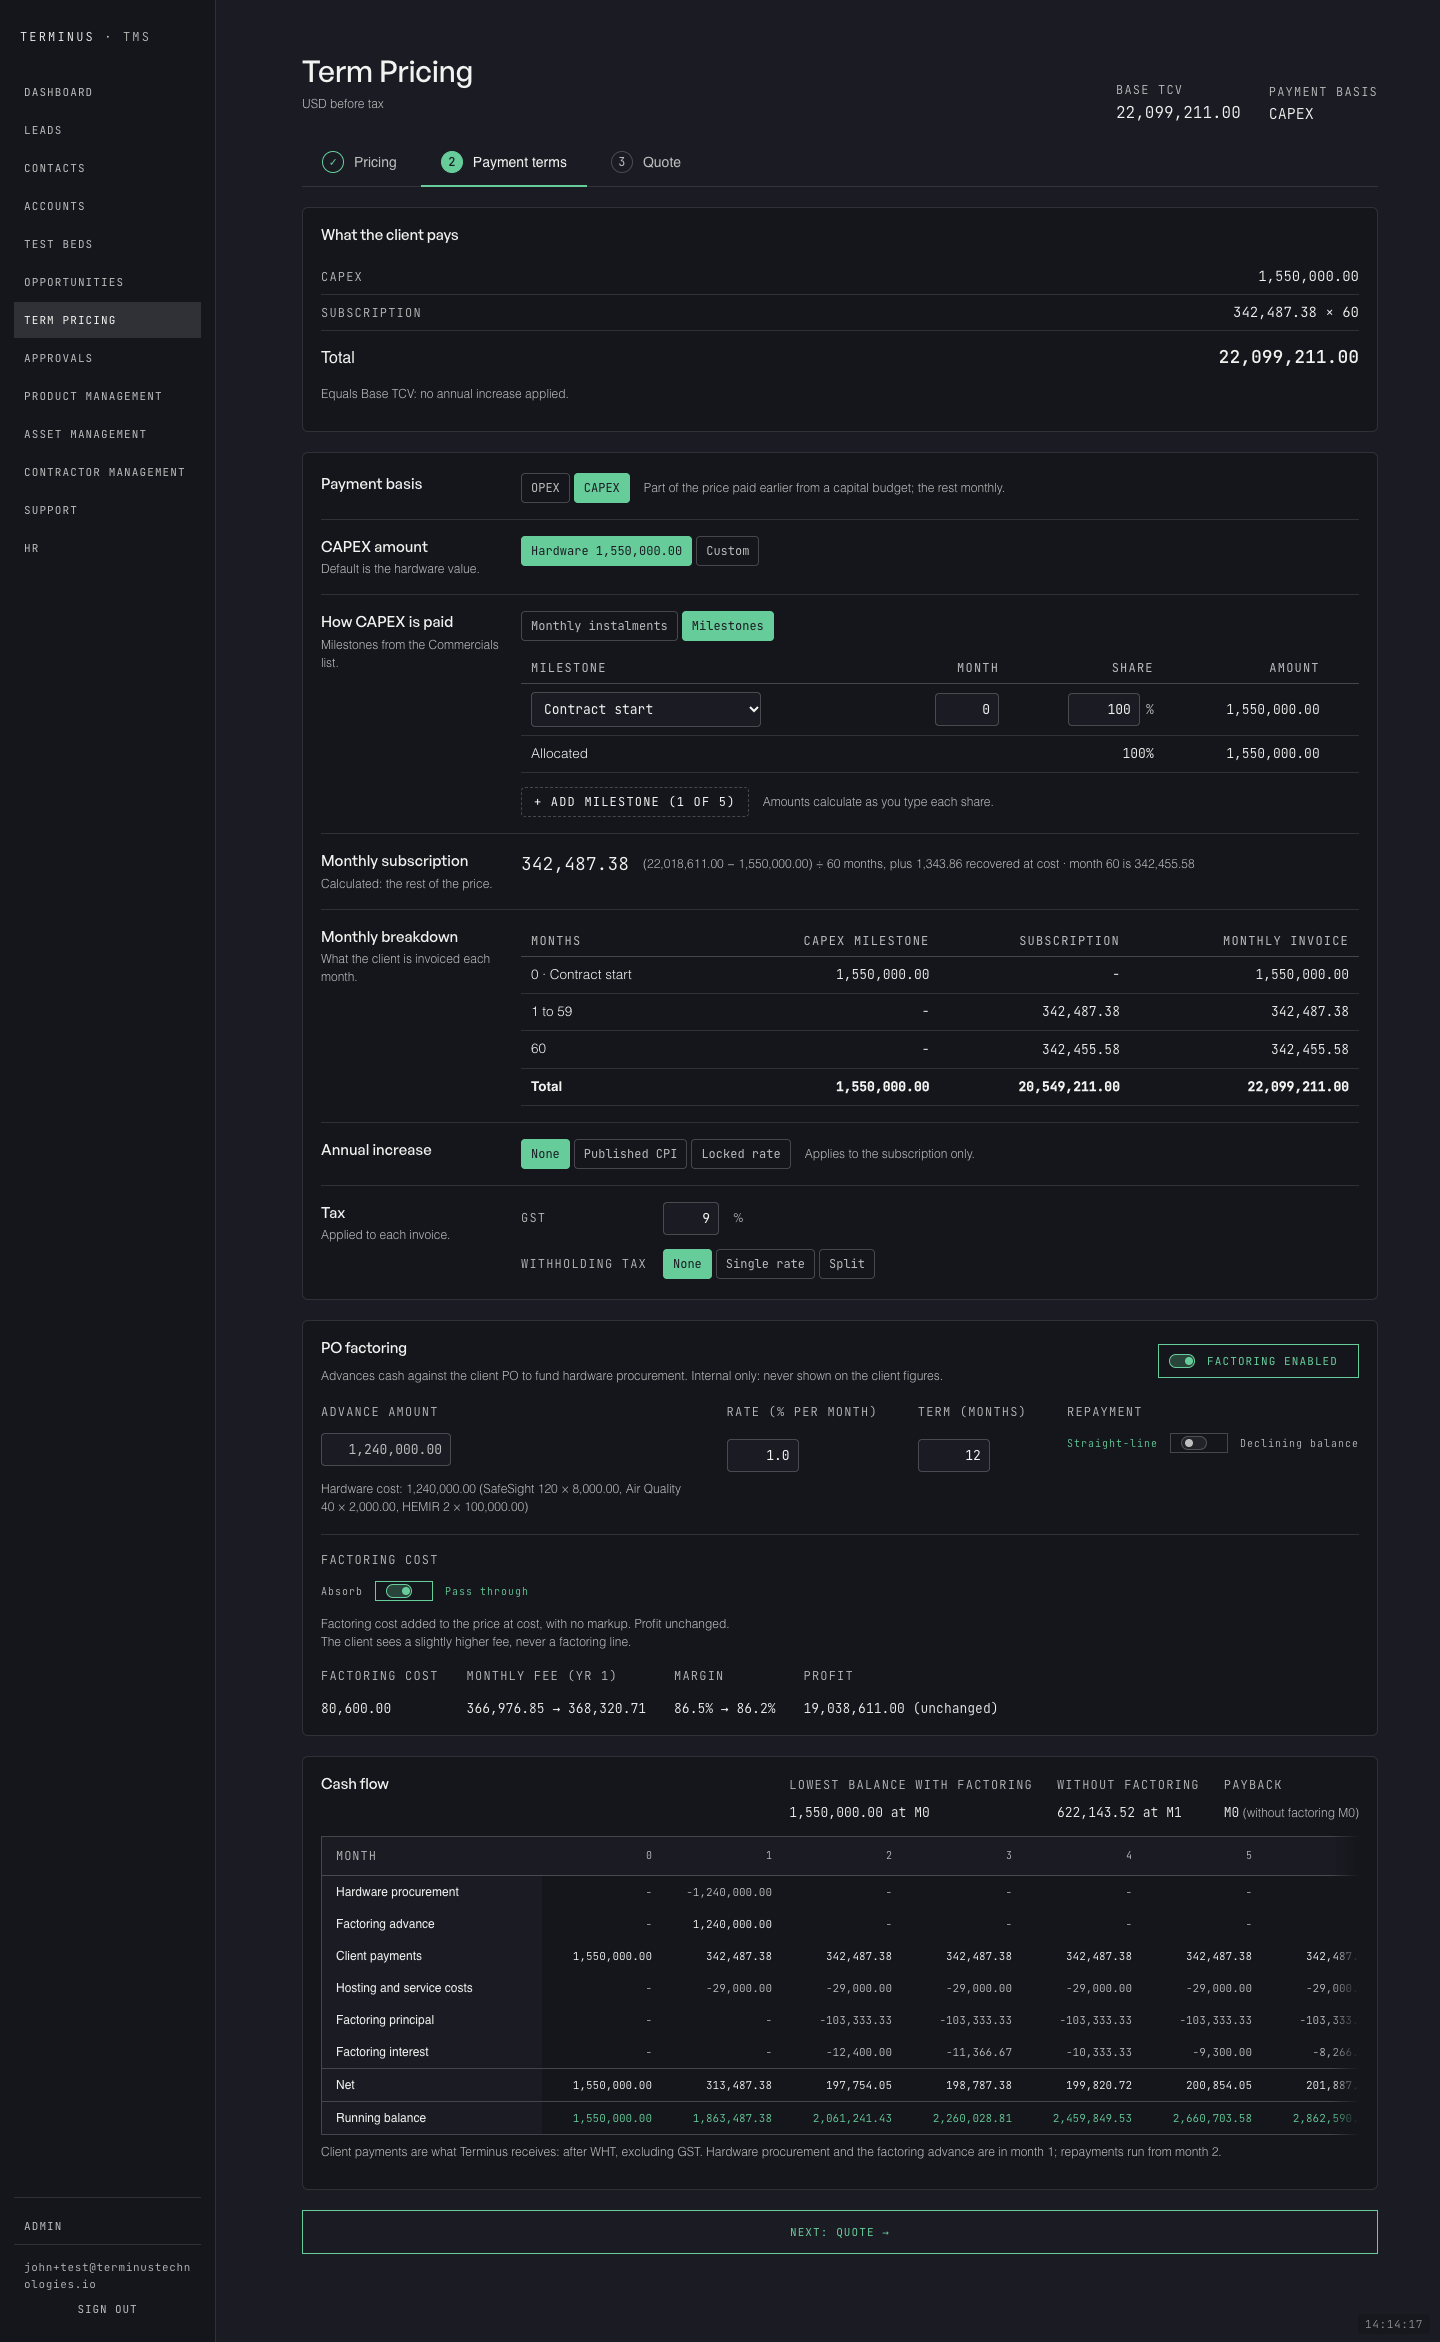 TERMINUS · TMS
DASHBOARD
LEADS
CONTACTS
ACCOUNTS
TEST BEDS
OPPORTUNITIES
TERM PRICING
APPROVALS
PRODUCT MANAGEMENT
ASSET MANAGEMENT
CONTRACTOR MANAGEMENT
SUPPORT
HR
ADMIN
john+test@terminustechn
ologies.io
SIGN OUT
Term Pricing
USD before tax
BASE TCV PAYMENT BASIS
22,099,211.00 CAPEX
✓ Pricing 2 Payment terms 3 Quote
What the client pays
CAPEX 1,550,000.00
SUBSCRIPTION 342,487.38 × 60
Total 22,099,211.00
Equals Base TCV: no annual increase applied.
Payment basis OPEX CAPEX Part of the price paid earlier from a capital budget; the rest monthly.
CAPEX amount Hardware 1,550,000.00 Custom
Default is the hardware value.
How CAPEX is paid Monthly instalments Milestones
Milestones from the Commercials
list.
MILESTONE MONTH SHARE AMOUNT
Contract start 0 100 % 1,550,000.00
Allocated 100% 1,550,000.00
+ ADD MILESTONE (1 OF 5) Amounts calculate as you type each share.
Monthly subscription 342,487.38 (22,018,611.00 − 1,550,000.00) ÷ 60 months, plus 1,343.86 recovered at cost · month 60 is 342,455.58
Calculated: the rest of the price.
Monthly breakdown
What the client is invoiced each
month.
MONTHS CAPEX MILESTONE SUBSCRIPTION MONTHLY INVOICE
0 · Contract start 1,550,000.00 - 1,550,000.00
1 to 59 - 342,487.38 342,487.38
60 - 342,455.58 342,455.58
Total 1,550,000.00 20,549,211.00 22,099,211.00
Annual increase None Published CPI Locked rate Applies to the subscription only.
Tax
Applied to each invoice.
GST 9 %
WITHHOLDING TAX None Single rate Split
PO factoring
Advances cash against the client PO to fund hardware procurement. Internal only: never shown on the client figures.
FACTORING ENABLED
ADVANCE AMOUNT RATE (% PER MONTH) TERM (MONTHS) REPAYMENT
1,240,000.00 1.0 12 Straight-line Declining balance
Hardware cost: 1,240,000.00 (SafeSight 120 × 8,000.00, Air Quality
40 × 2,000.00, HEMIR 2 × 100,000.00)
FACTORING COST
Absorb Pass through
Factoring cost added to the price at cost, with no markup. Profit unchanged.
The client sees a slightly higher fee, never a factoring line.
FACTORING COST MONTHLY FEE (YR 1) MARGIN PROFIT
80,600.00 366,976.85 → 368,320.71 86.5% → 86.2% 19,038,611.00 (unchanged)
Cash flow
LOWEST BALANCE WITH FACTORING WITHOUT FACTORING PAYBACK
1,550,000.00 at M0 622,143.52 at M1 M0 (without factoring M0)
MONTH 0 1 2 3 4 5
Hardware procurement - -1,240,000.00 - - - -
Factoring advance - 1,240,000.00 - - - -
Client payments 1,550,000.00 342,487.38 342,487.38 342,487.38 342,487.38 342,487.38 342,487.
Hosting and service costs - -29,000.00 -29,000.00 -29,000.00 -29,000.00 -29,000.00 -29,000.
Factoring principal - - -103,333.33 -103,333.33 -103,333.33 -103,333.33 -103,333.
Factoring interest - - -12,400.00 -11,366.67 -10,333.33 -9,300.00 -8,266.
Net 1,550,000.00 313,487.38 197,754.05 198,787.38 199,820.72 200,854.05 201,887.
Running balance 1,550,000.00 1,863,487.38 2,061,241.43 2,260,028.81 2,459,849.53 2,660,703.58 2,862,590.
Client payments are what Terminus receives: after WHT, excluding GST. Hardware procurement and the factoring advance are in month 1; repayments run from month 2.
NEXT: QUOTE →
14:14:17